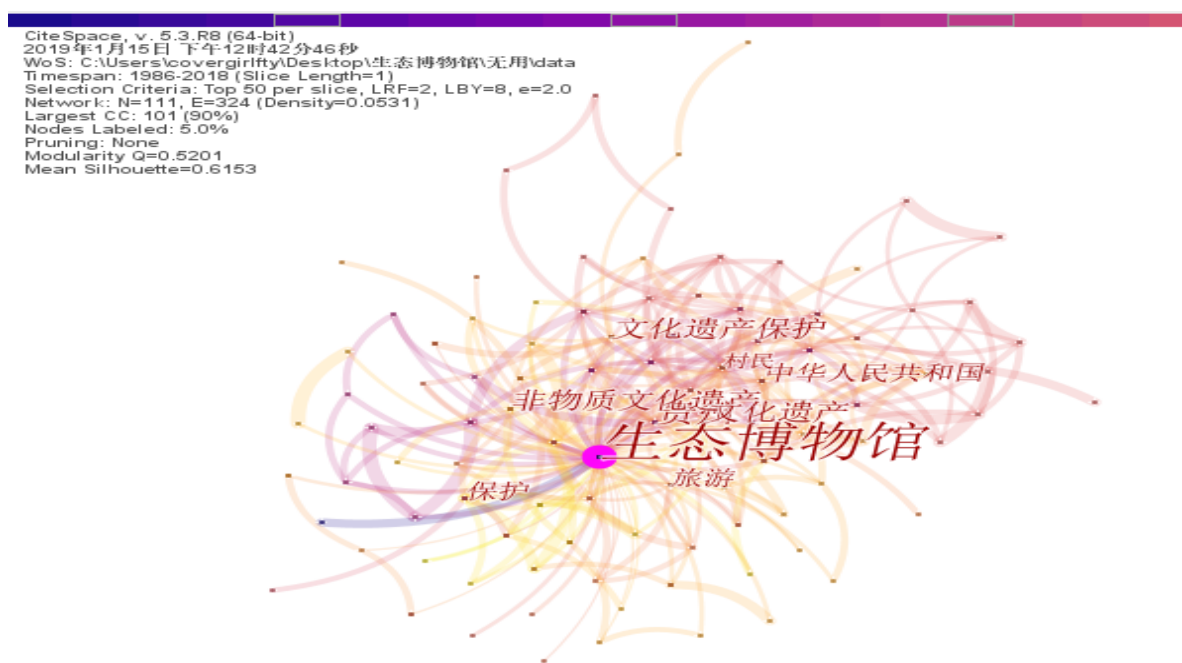 CiteSpace, v. 5.3.R8 (64-bit)
2019年1月15日 下午12时42分46秒
WoS: C:\Users\covergirlfty\Desktop\生态博物馆\无用\data
Timespan: 1986-2018 (Slice Length=1)
Selection Criteria: Top 50 per slice, LRF=2, LBY=8, e=2.0
Network: N=111, E=324 (Density=0.0531)
Largest CC: 101 (90%)
Nodes Labeled: 5.0%
Pruning: None
Modularity Q=0.5201
Mean Silhouette=0.6153
文化遗产保护
村民
中华人民共和国
非物质文化遗产
文化遗产
生态博物馆
旅游
保护